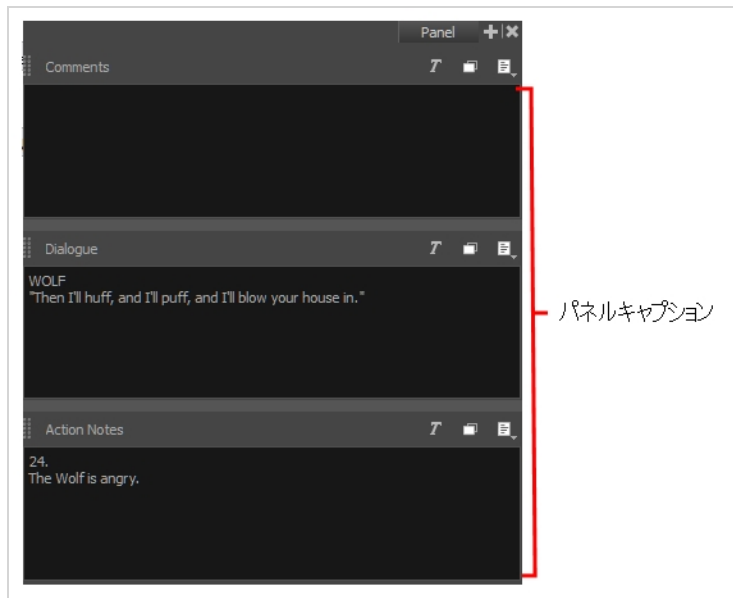 Panel
Comments
Dialogue
WOLF
"Then I'll huff, and I'll puff, and I'll blow your house in."
パネルキャプション
Action Notes
24.
The Wolf is angry.